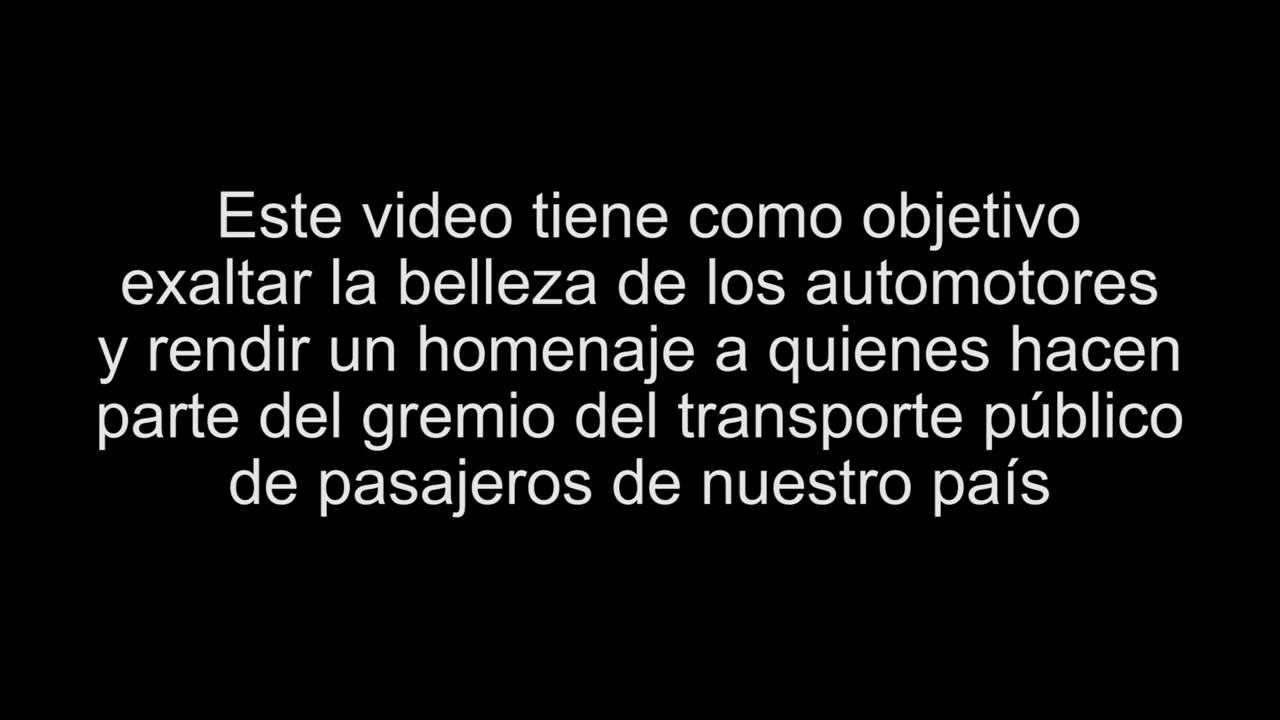 Este video tiene como objetivo
exaltar la belleza de los automotores
y rendir un homenaje a quienes hacen
parte del gremio del transporte público
de pasajeros de nuestro país